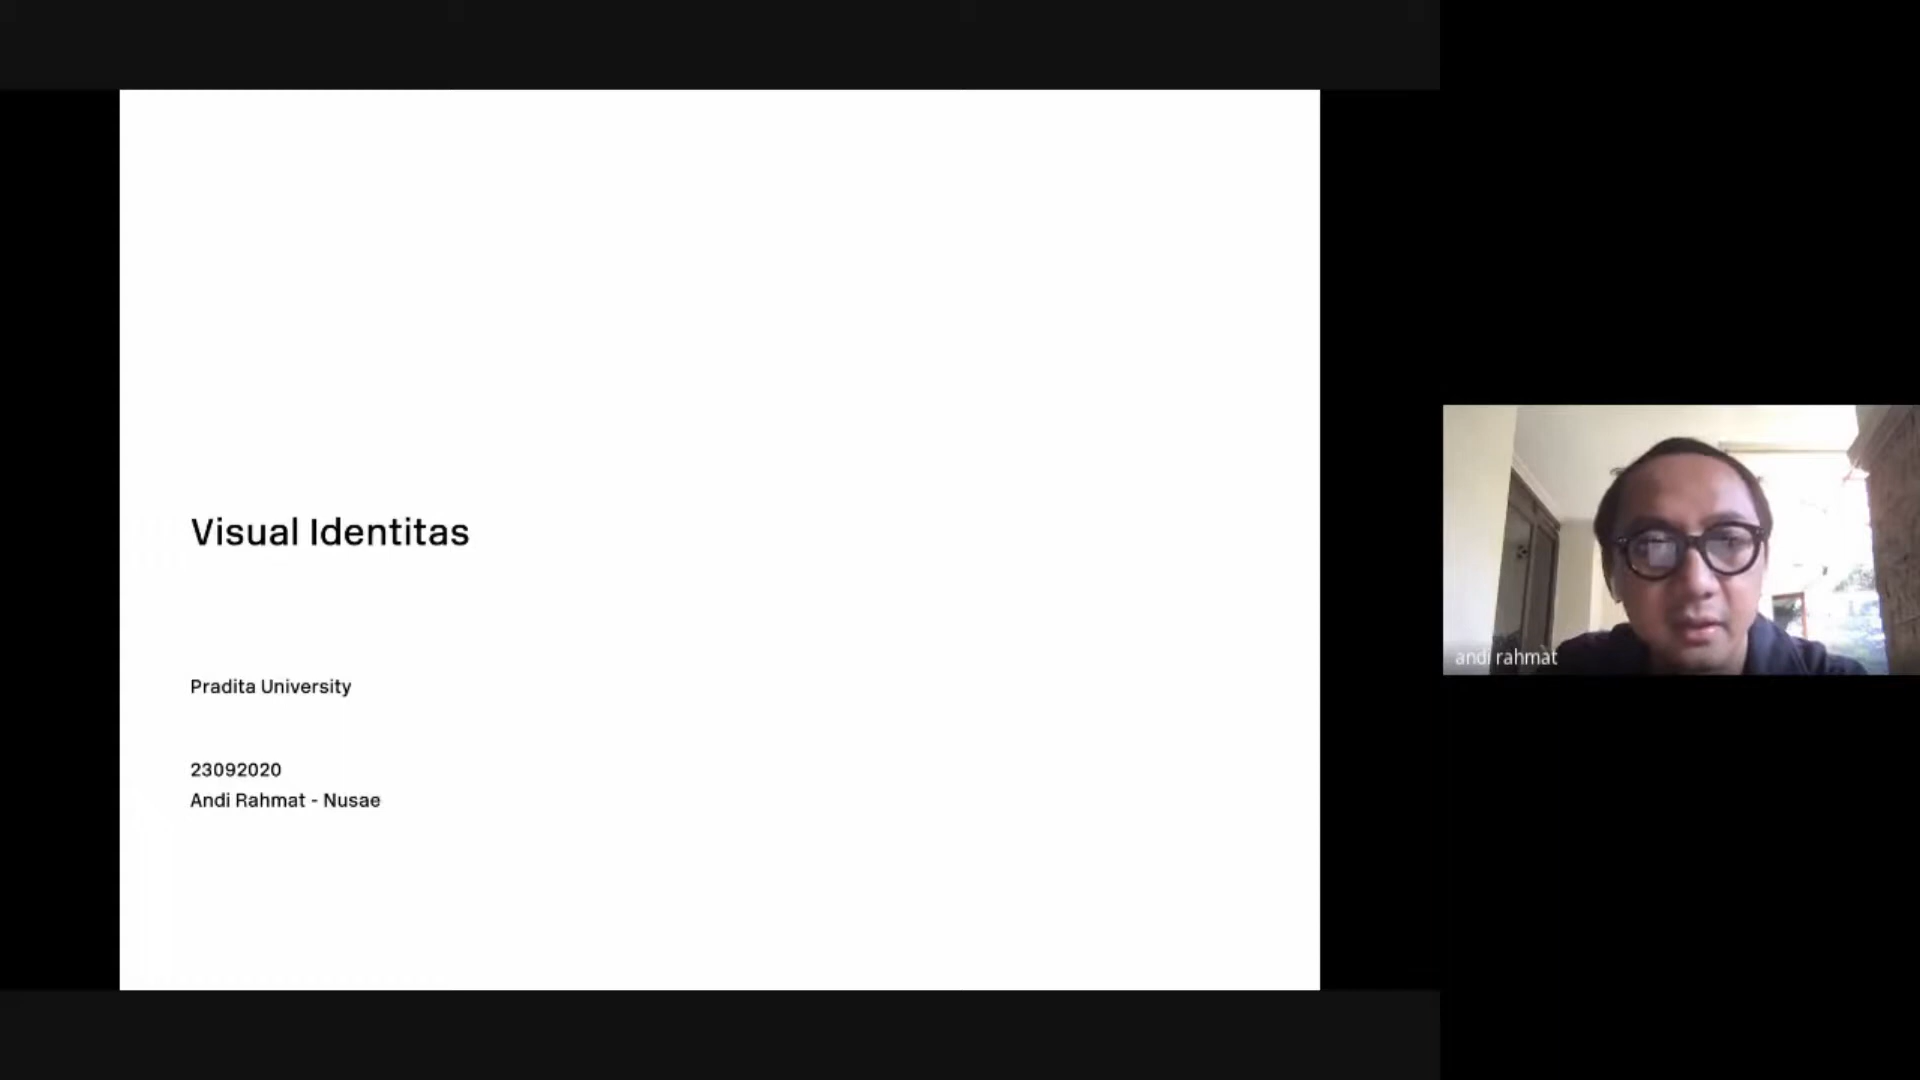 Visual Identitas
Pradita University
23092020
Andi Rahmat - Nusae
andi rahmat